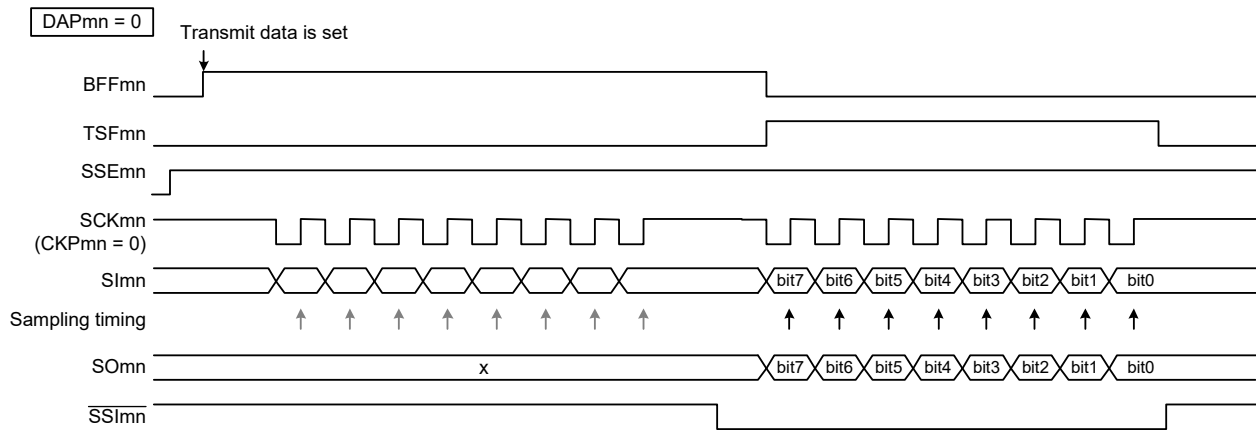 DAPmn = 0
Transmit data is set
BFFmn
TSFmn
SSEmn
SCKmn
(CKPmn = 0)
SImn bit7 bit6 bit5 bit4 bit3 bit2 bit1 bit0
Sampling timing
SOmn x bit7 bit6 bit5 bit4 bit3 bit2 bit1 bit0
SSImn